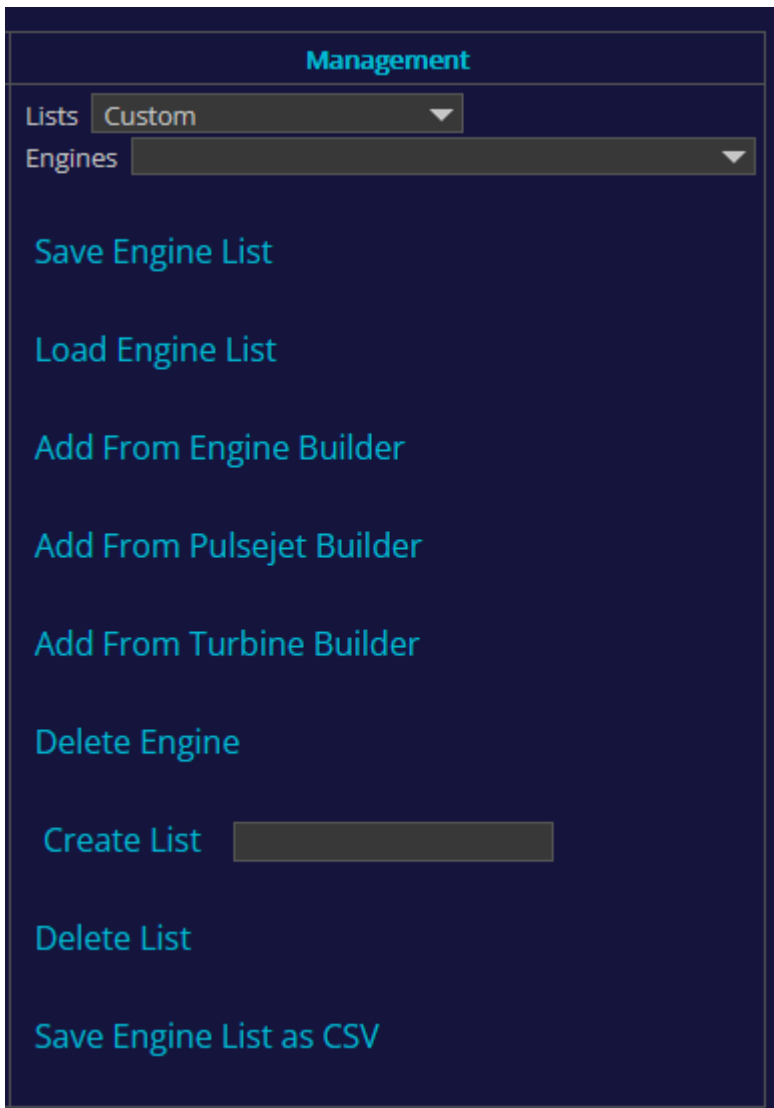 Management
Lists Custom
Engines
Save Engine List
Load Engine List
Add From Engine Builder
Add From Pulsejet Builder
Add From Turbine Builder
Delete Engine
Create List
Delete List
Save Engine List as CSV